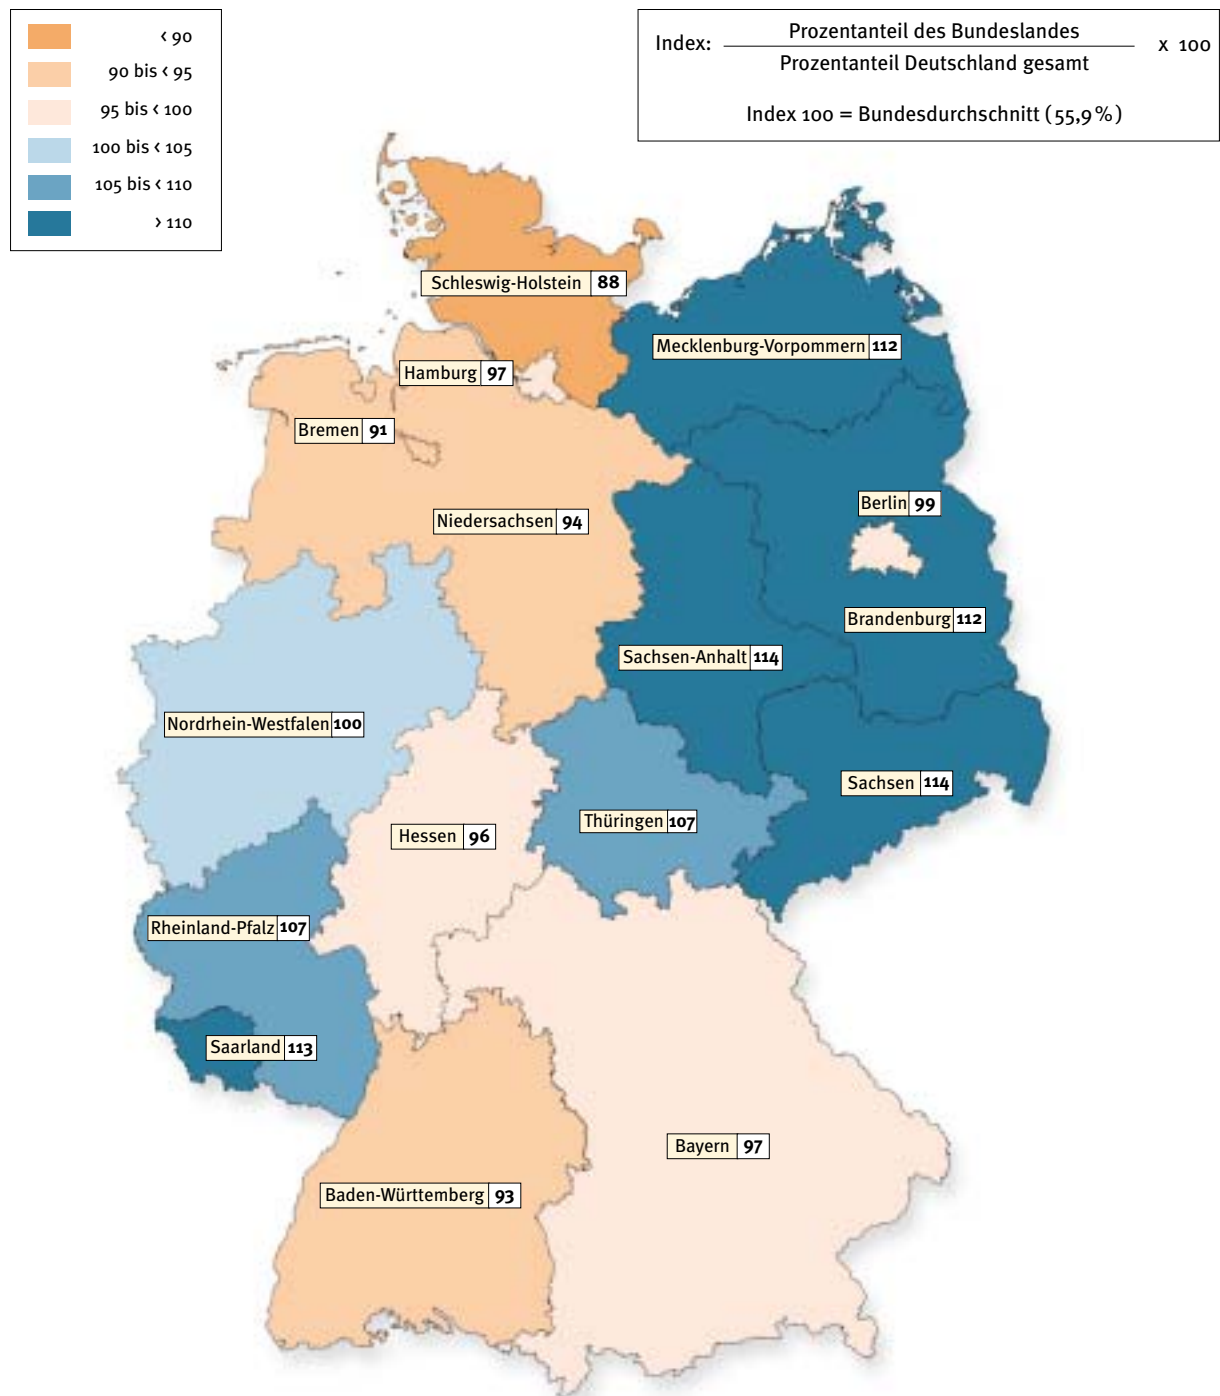 < 90
90 bis < 95
95 bis < 100
100 bis < 105
105 bis < 110
> 110
Index: Prozentanteil des Bundeslandes x 100
Prozentanteil Deutschland gesamt
Index 100 = Bundesdurchschnitt (55,9%)
Schleswig-Holstein 88
Mecklenburg-Vorpommern 112
Hamburg 97
Bremen 91
Berlin 99
Niedersachsen 94
Brandenburg 112
Sachsen-Anhalt 114
Nordrhein-Westfalen 100
Sachsen 114
Thüringen 107
Hessen 96
Rheinland-Pfalz 107
Saarland 113
Bayern 97
Baden-Württemberg 93